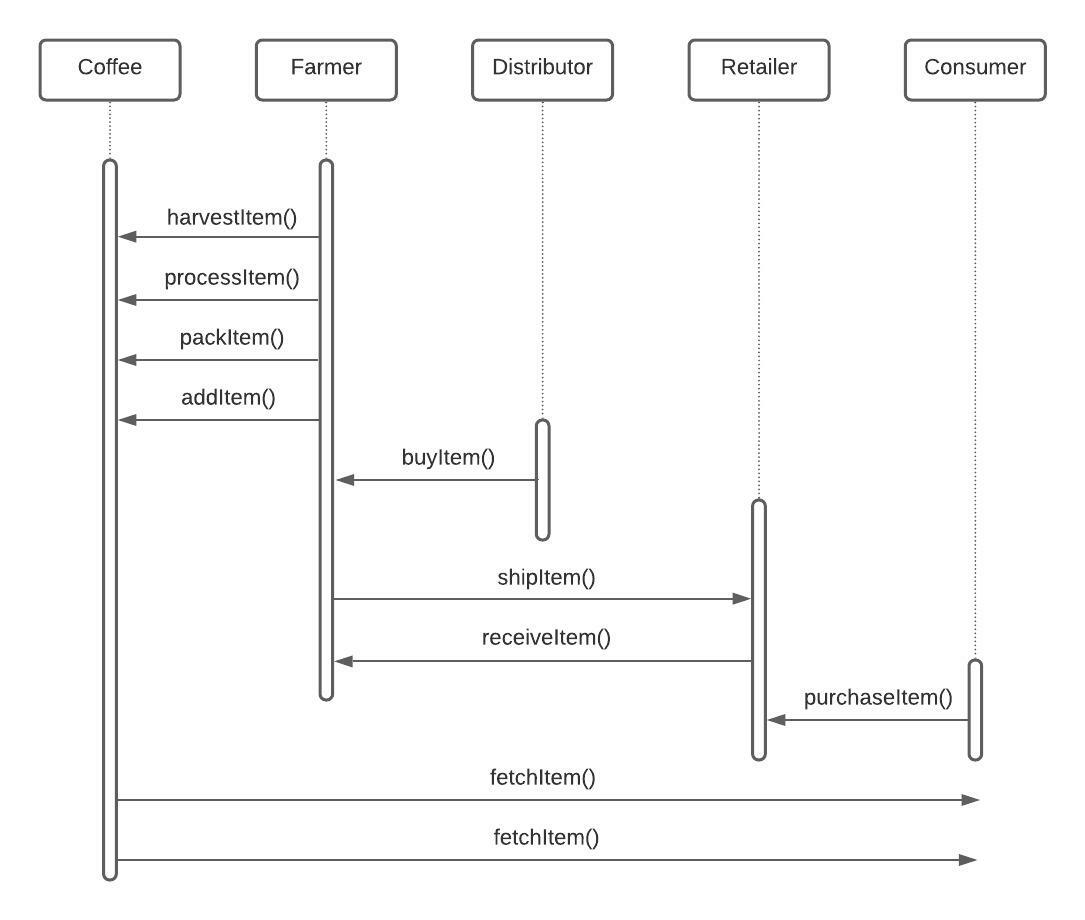 Coffee
Farmer
Distributor
Retailer
Consumer
harvestItem()
processItem()
packItem()
addItem()
buyItem()
shipItem()
receiveItem()
purchaseItem()
fetchItem()
fetchItem()